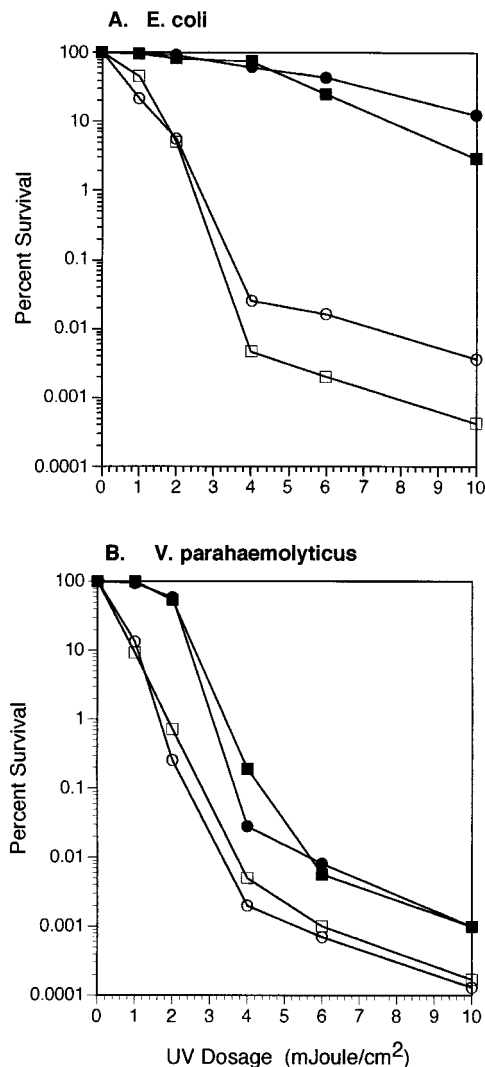 A. E. coli
100
10
1
0.1
0.01
0.001
0.0001
Percent Survival
0 1 2 3 4 5 6 7 8 9 10
B. V. parahaemolyticus
100
10
1
0.1
0.01
0.001
0.0001
Percent Survival
0 1 2 3 4 5 6 7 8 9 10
UV Dosage (mJoule/cm²)